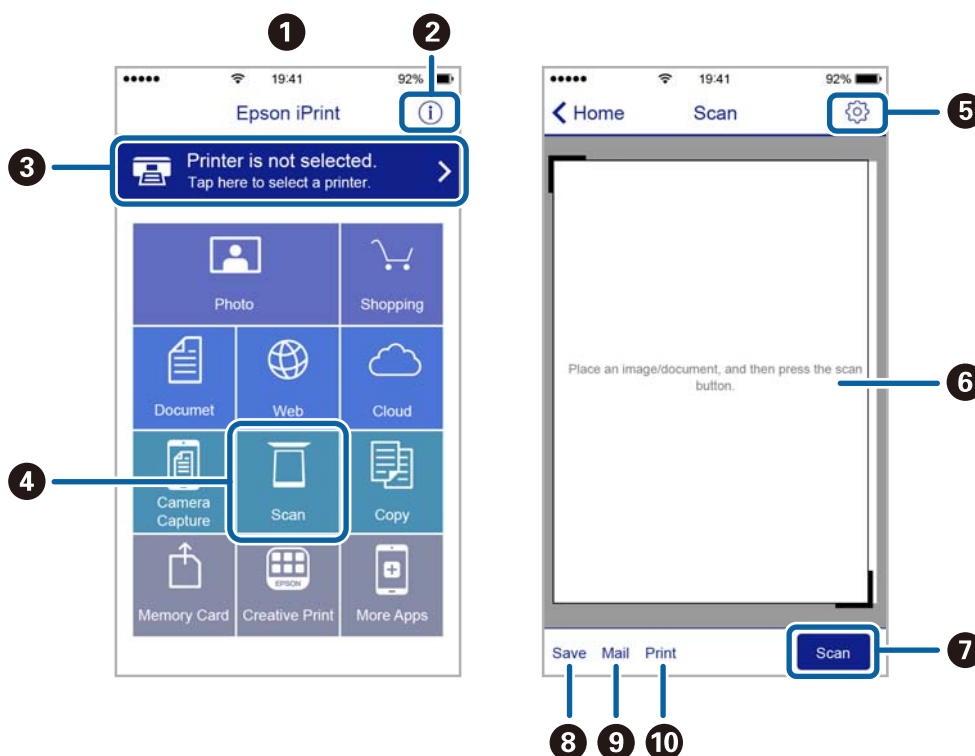 1
2
19:41
92%
Epson iPrint
i
3
Printer is not selected.
Tap here to select a printer.
Photo
Shopping
Documet
Web
Cloud
4
Camera
Capture
Scan
Copy
EPSON
Memory Card
Creative Print
More Apps
19:41
92%
Home
Scan
5
Place an image/document, and then press the scan
button.
6
Save
Mail
Print
Scan
7
8
9
10